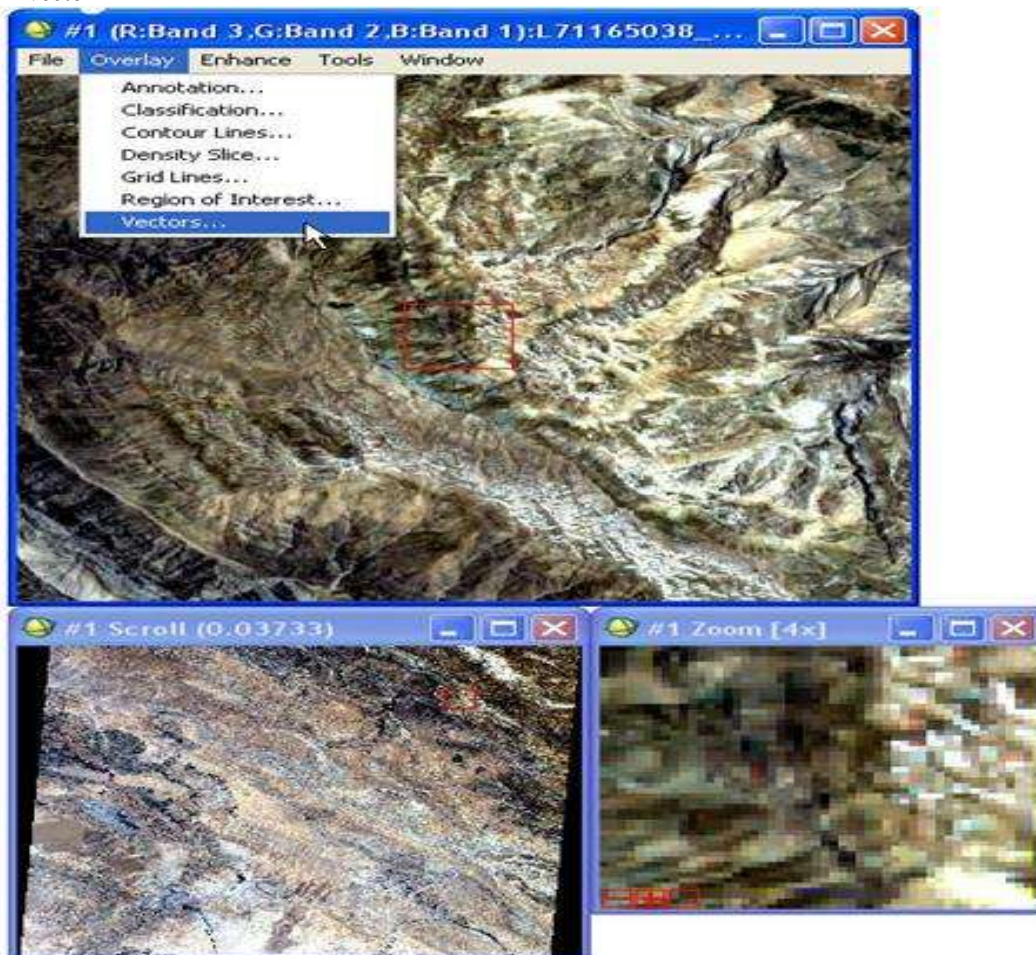 #1 (R:Band 3,G:Band 2,B:Band 1):L71165038_...
File Overlay Enhance Tools Window
Annotation...
Classification...
Contour Lines...
Density Slice...
Grid Lines...
Region of Interest...
Vectors...
#1 Scroll (0.03733)
#1 Zoom [4x]